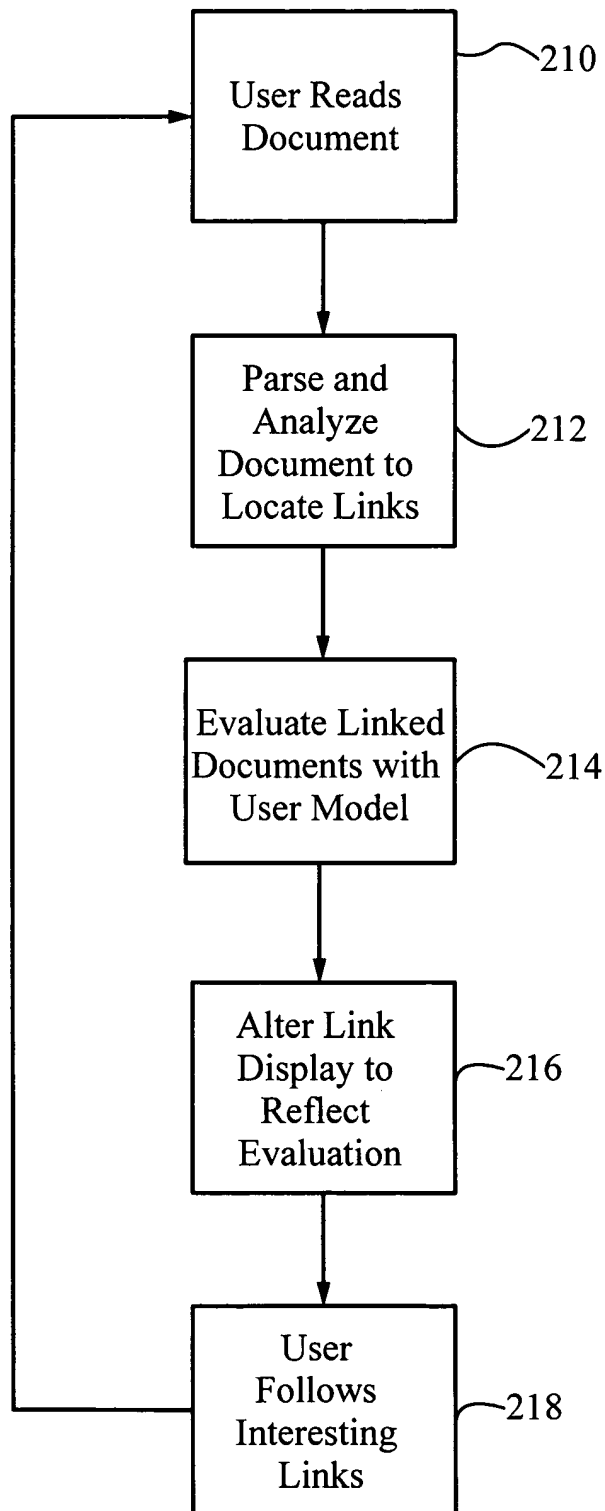 User Reads
Document
210
Parse and
Analyze
Document to
Locate Links
212
Evaluate Linked
Documents with
User Model
214
Alter Link
Display to
Reflect
Evaluation
216
User
Follows
Interesting
Links
218